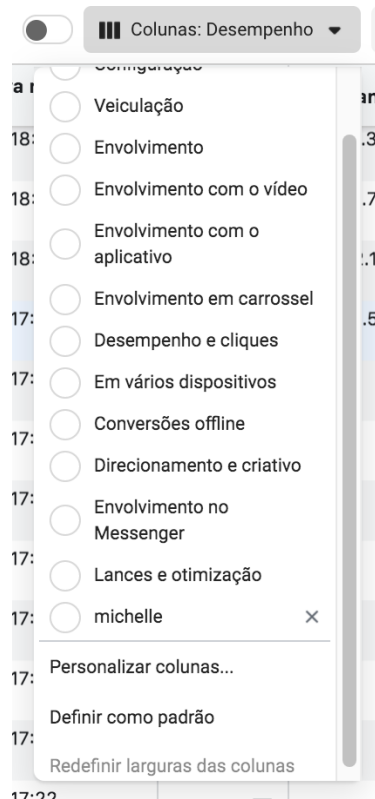 Colunas: Desempenho
Configuração
Veiculação
Envolvimento
Envolvimento com o vídeo
Envolvimento com o
aplicativo
Envolvimento em carrossel
Desempenho e cliques
Em vários dispositivos
Conversões offline
Direcionamento e criativo
Envolvimento no
Messenger
Lances e otimização
michelle
Personalizar colunas...
Definir como padrão
Redefinir larguras das colunas